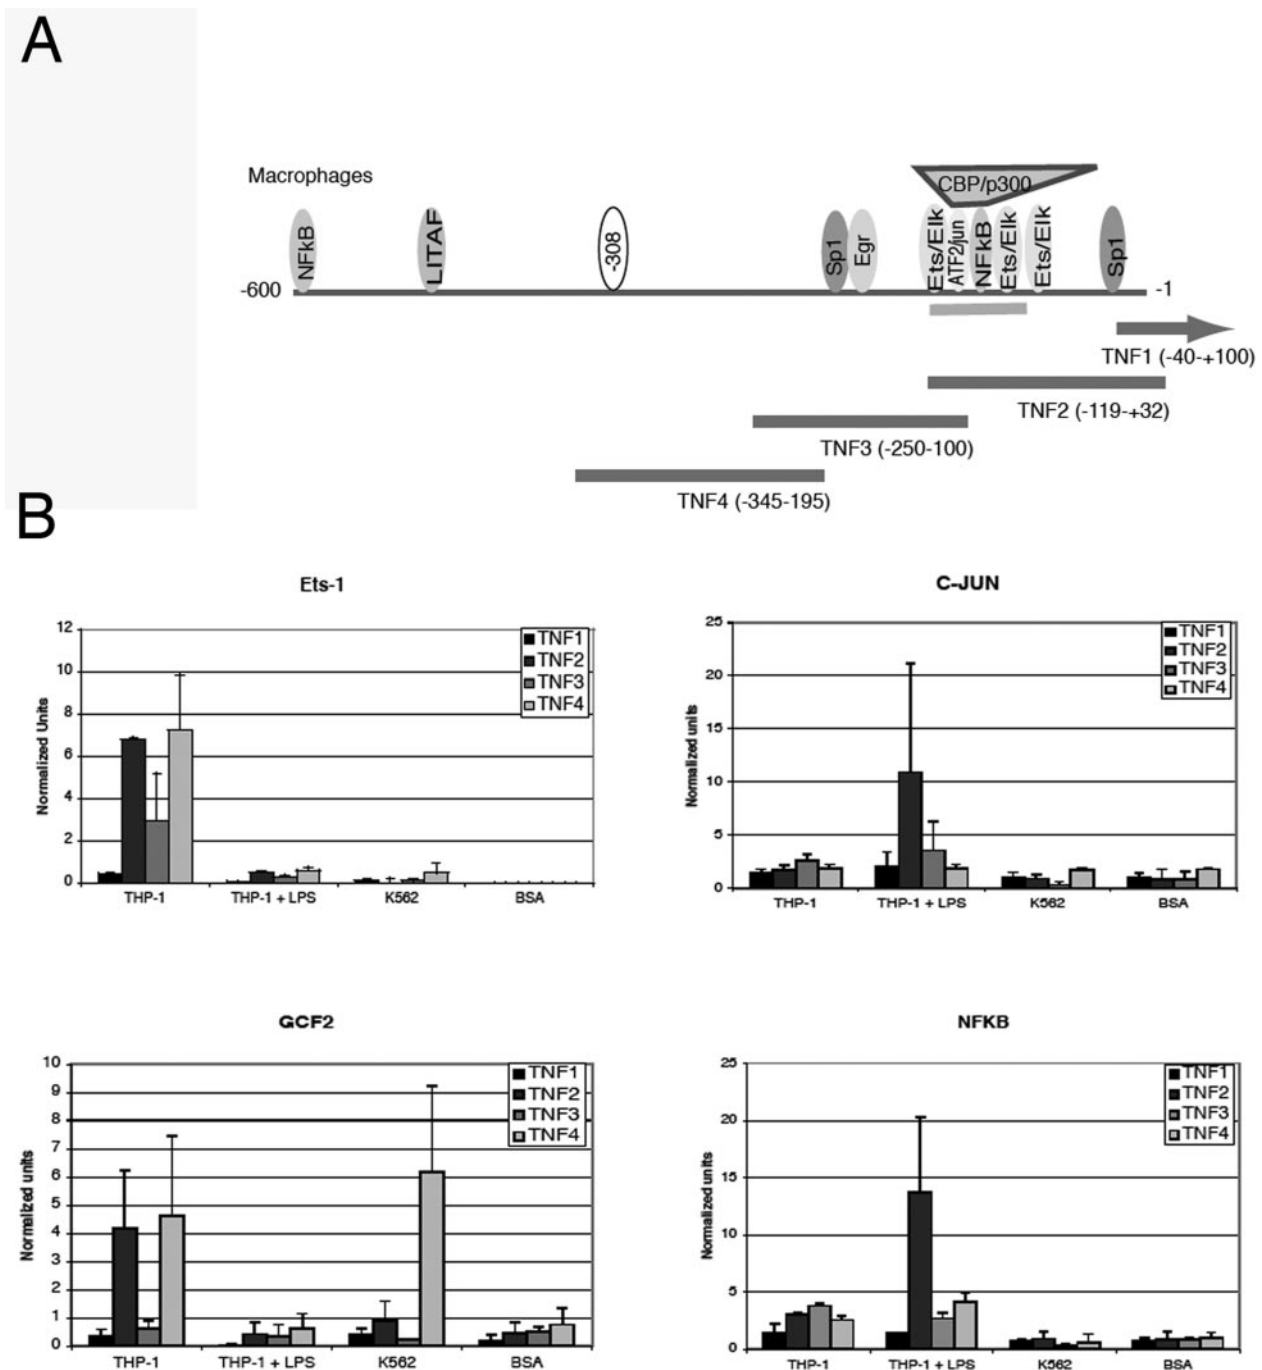 A
Macrophages
CBP/p300
NFkB
LITAF
-308
Sp1
Egr
Ets/Elk
ATF2/jun
NFkB
Ets/Elk
Ets/Elk
Sp1
-600
-1
TNF1 (-40-+100)
TNF2 (-119-+32)
TNF3 (-250-100)
TNF4 (-345-195)
B
Ets-1
Normalized Units
12
10
8
6
4
2
0
TNF1
TNF2
TNF3
TNF4
THP-1 THP-1 + LPS K562 BSA
C-JUN
Normalized units
25
20
15
10
5
0
TNF1
TNF2
TNF3
TNF4
THP-1 THP-1 + LPS K562 BSA
GCF2
Normalized units
10
9
8
7
6
5
4
3
2
1
0
TNF1
TNF2
TNF3
TNF4
THP-1 THP-1 + LPS K562 BSA
NFKB
Normalized units
25
20
15
10
5
0
TNF1
TNF2
TNF3
TNF4
THP-1 THP-1 + LPS K562 BSA